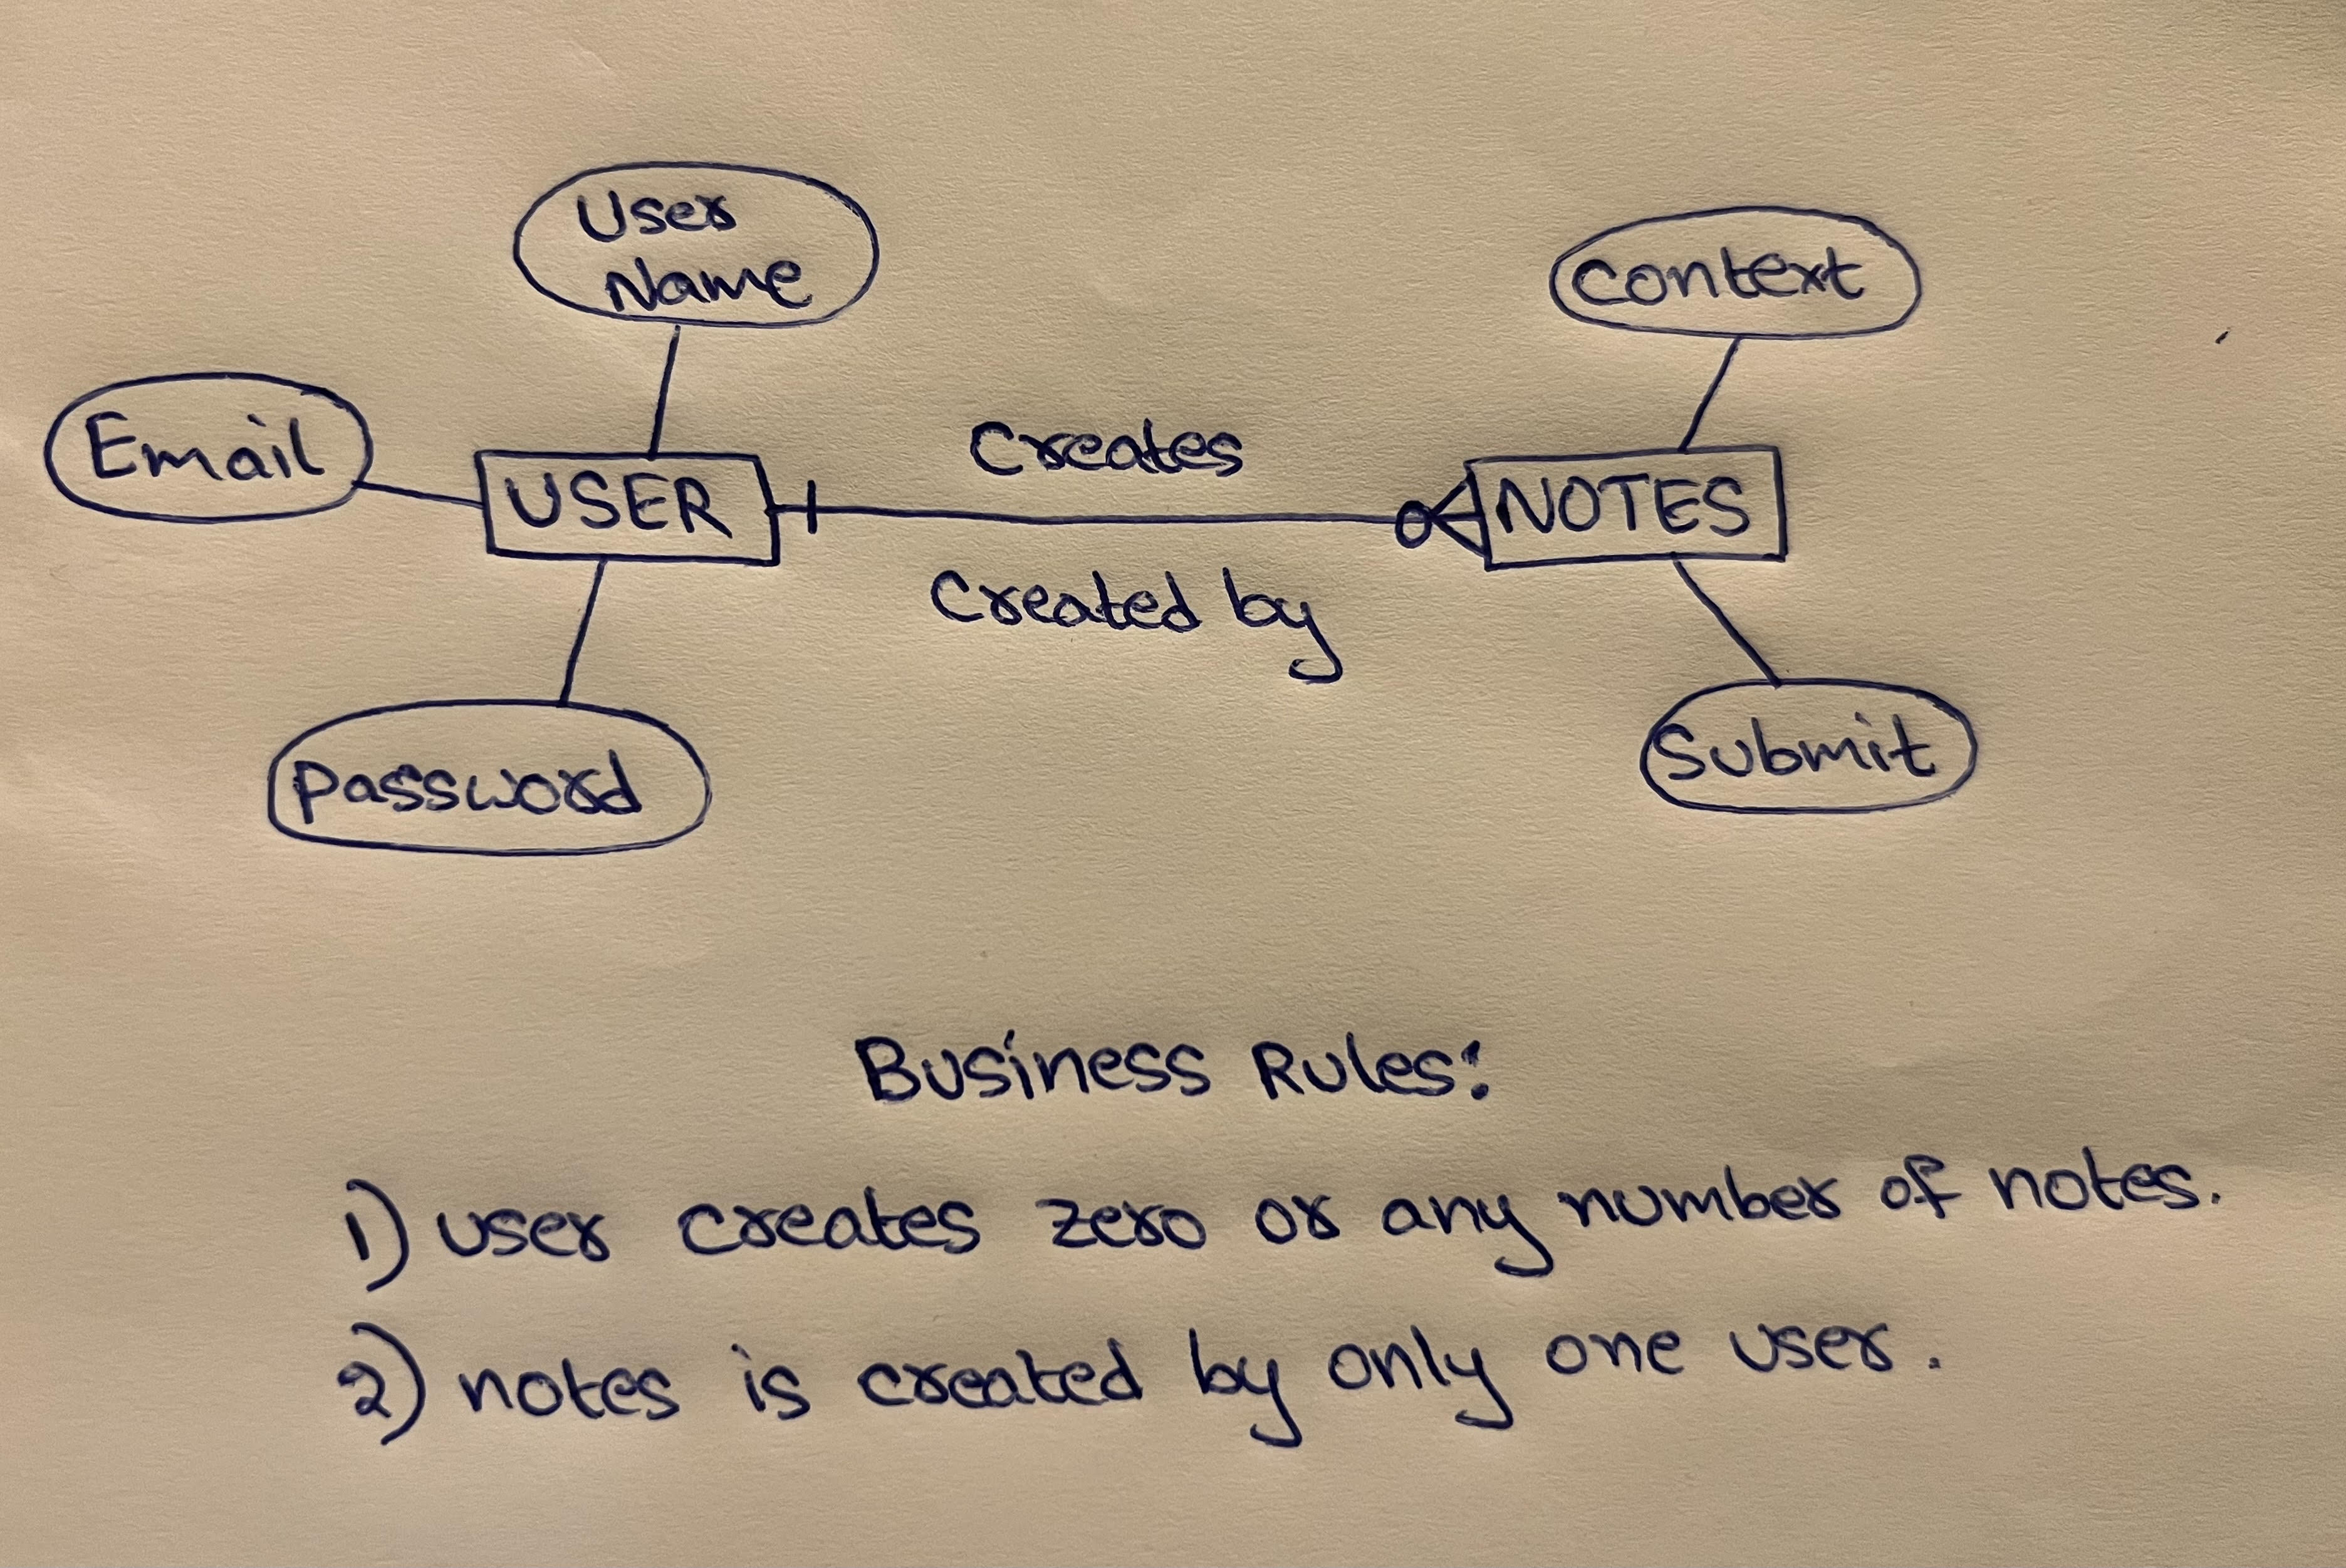 User
Name
Context
Email
Creates
USER
NOTES
Created by
Password
Submit
Business Rules:
1) user creates zero or any number of notes.
2) notes is created by only one user.